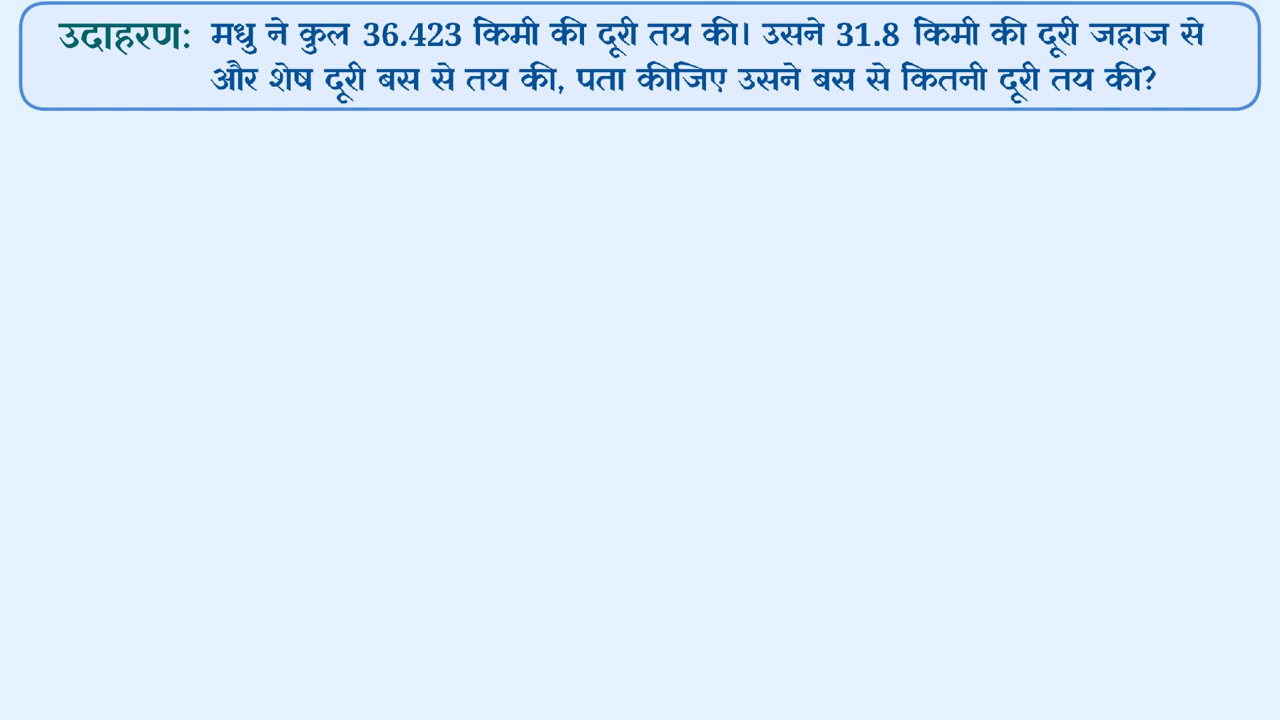 उदाहरण: मधु ने कुल 36.423 किमी की दूरी तय की। उसने 31.8 किमी की दूरी जहाज से
और शेष दूरी बस से तय की, पता कीजिए उसने बस से कितनी दूरी तय की?